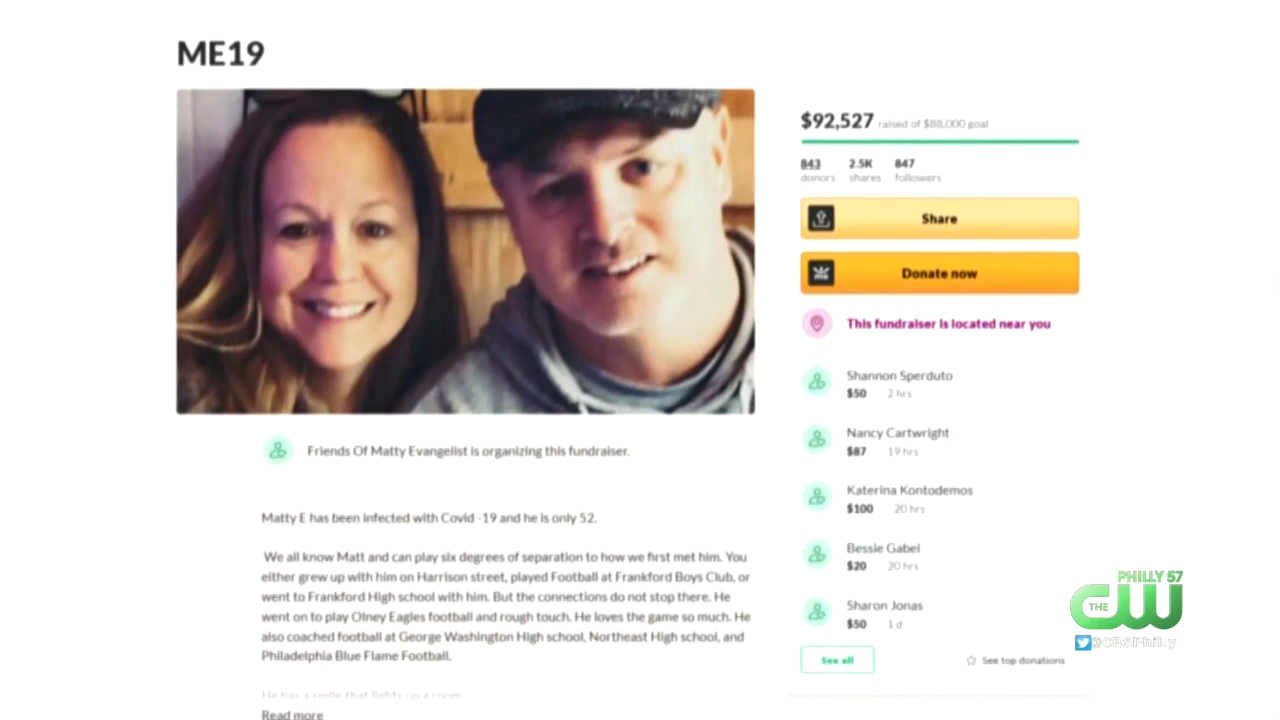 ME19
$92,527 raised of $88,000 goal
843 2.5K 847
donors shares followers
Share
Donate now
This fundraiser is located near you
Shannon Sperduto
$50 2 hrs
Nancy Cartwright
$87 19 hrs
Katerina Kontodemos
$100 20 hrs
Bessie Gabel
$20 20 hrs
Sharon Jonas
$50 1 d
See all See top donations
Friends Of Matty Evangelist is organizing this fundraiser.
Matty E has been infected with Covid -19 and he is only 52.
We all know Matt and can play six degrees of separation to how we first met him. You
either grew up with him on Harrison street, played Football at Frankford Boys Club, or
went to Frankford High school with him. But the connections do not stop there. He
went on to play Olney Eagles football and rough touch. He loves the game so much. He
also coached football at George Washington High school, Northeast High school, and
Philadelphia Blue Flame Football.
He has a smile that lights up a room
Read more
PHILLY 57
THE CW
@CBSPhilly